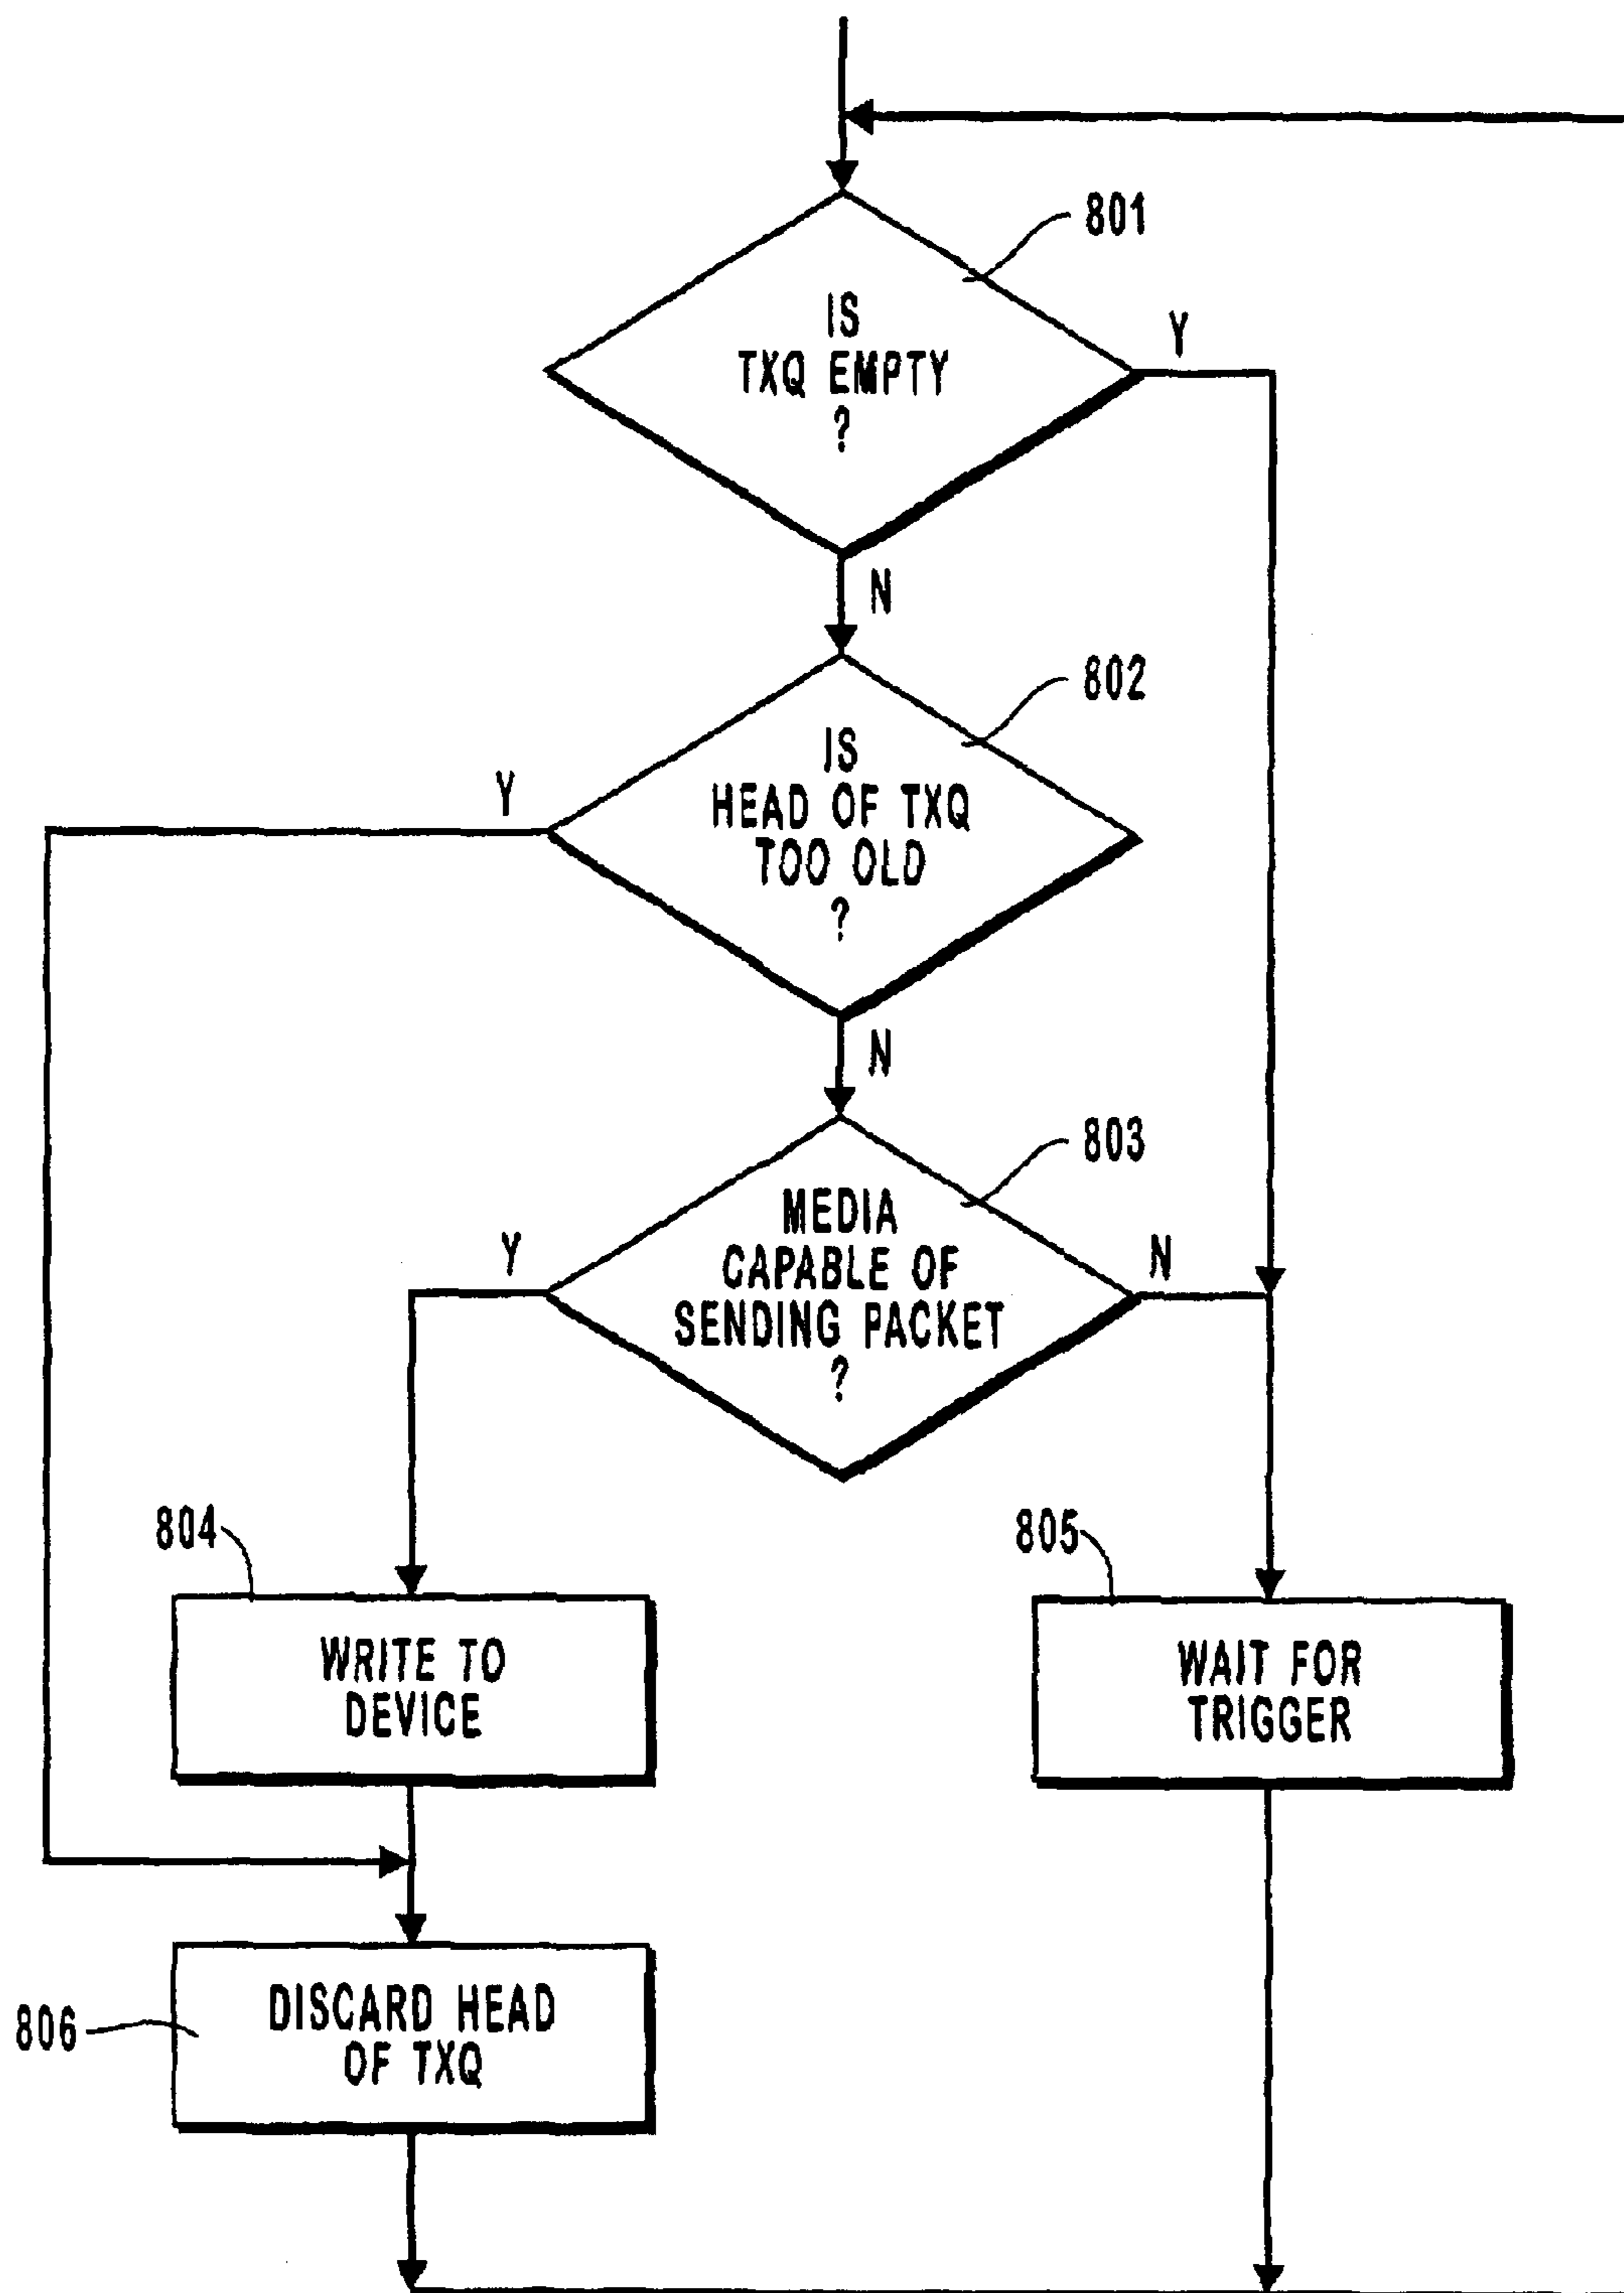 801
IS
TXQ EMPTY
?
Y
N
802
IS
HEAD OF TXQ
TOO OLD
?
Y
N
803
MEDIA
CAPABLE OF
SENDING PACKET
?
Y
N
804
WRITE TO
DEVICE
805
WAIT FOR
TRIGGER
806
DISCARD HEAD
OF TXQ